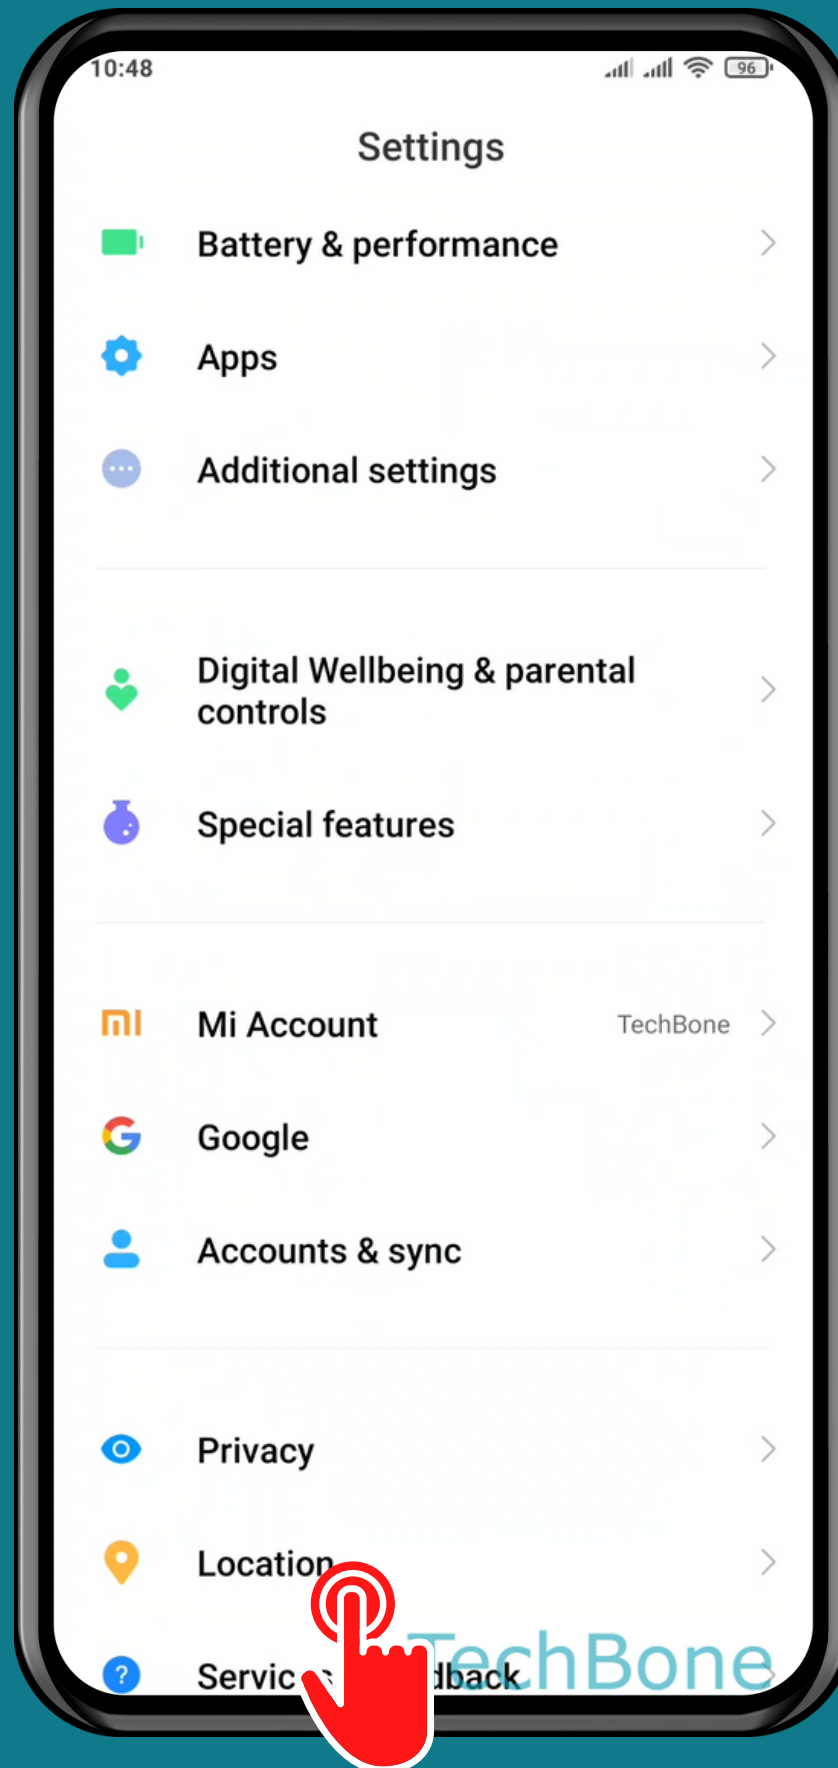 10:48
96
Settings
Battery & performance
Apps
Additional settings
Digital Wellbeing & parental
controls
Special features
Mi Account
TechBone
Google
Accounts & sync
Privacy
Location
TechBone